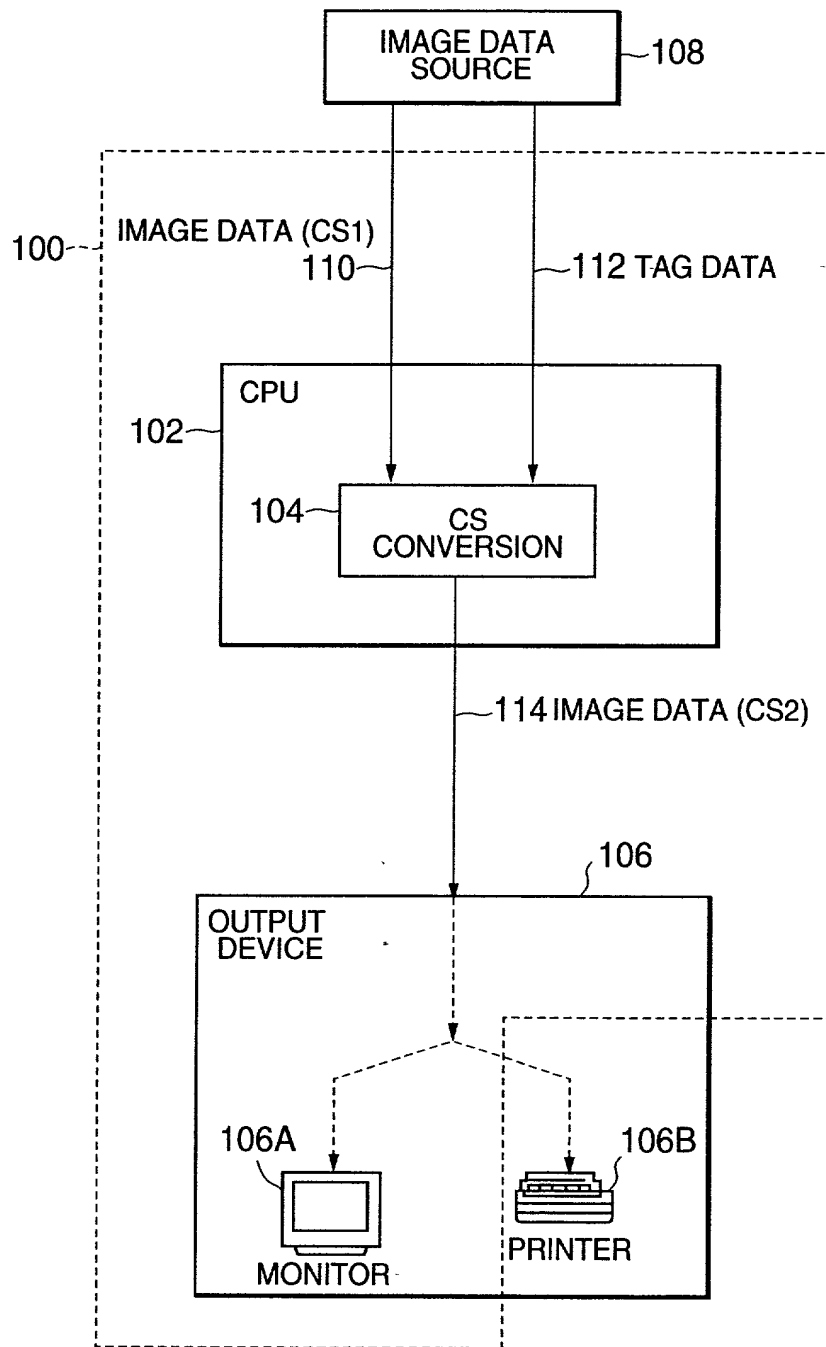 IMAGE DATA
SOURCE
108
100
IMAGE DATA (CS1)
110
112 TAG DATA
CPU
102
104
CS
CONVERSION
114 IMAGE DATA (CS2)
106
OUTPUT
DEVICE
106A
106B
MONITOR
PRINTER